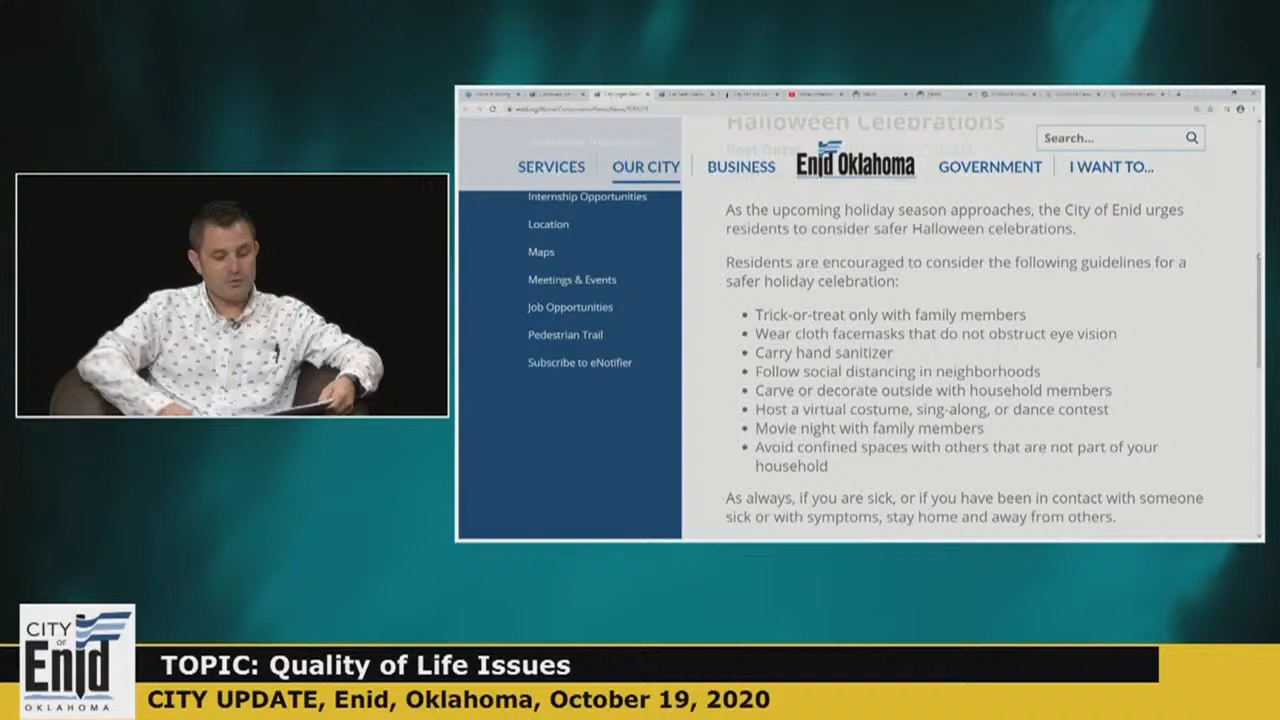 Halloween Celebrations
Search...
SERVICES
OUR CITY
BUSINESS
Enid Oklahoma
GOVERNMENT
I WANT TO...
Internship Opportunities
Location
Maps
Meetings & Events
Job Opportunities
Pedestrian Trail
Subscribe to eNotifier
As the upcoming holiday season approaches, the City of Enid urges
residents to consider safer Halloween celebrations.
Residents are encouraged to consider the following guidelines for a
safer holiday celebration:
• Trick-or-treat only with family members
• Wear cloth facemasks that do not obstruct eye vision
• Carry hand sanitizer
• Follow social distancing in neighborhoods
• Carve or decorate outside with household members
• Host a virtual costume, sing-along, or dance contest
• Movie night with family members
• Avoid confined spaces with others that are not part of your
household
As always, if you are sick, or if you have been in contact with someone
sick or with symptoms, stay home and away from others.
CITY
OF
Enid
OKLAHOMA
TOPIC: Quality of Life Issues
CITY UPDATE, Enid, Oklahoma, October 19, 2020